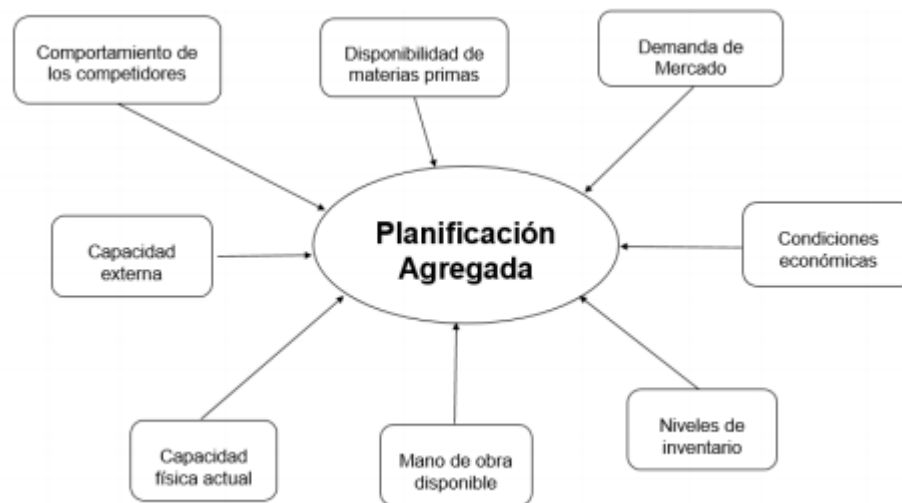 Comportamiento de
los competidores
Disponibilidad de
materias primas
Demanda de
Mercado
Capacidad
externa
Planificación
Agregada
Condiciones
económicas
Capacidad
física actual
Mano de obra
disponible
Niveles de
inventario